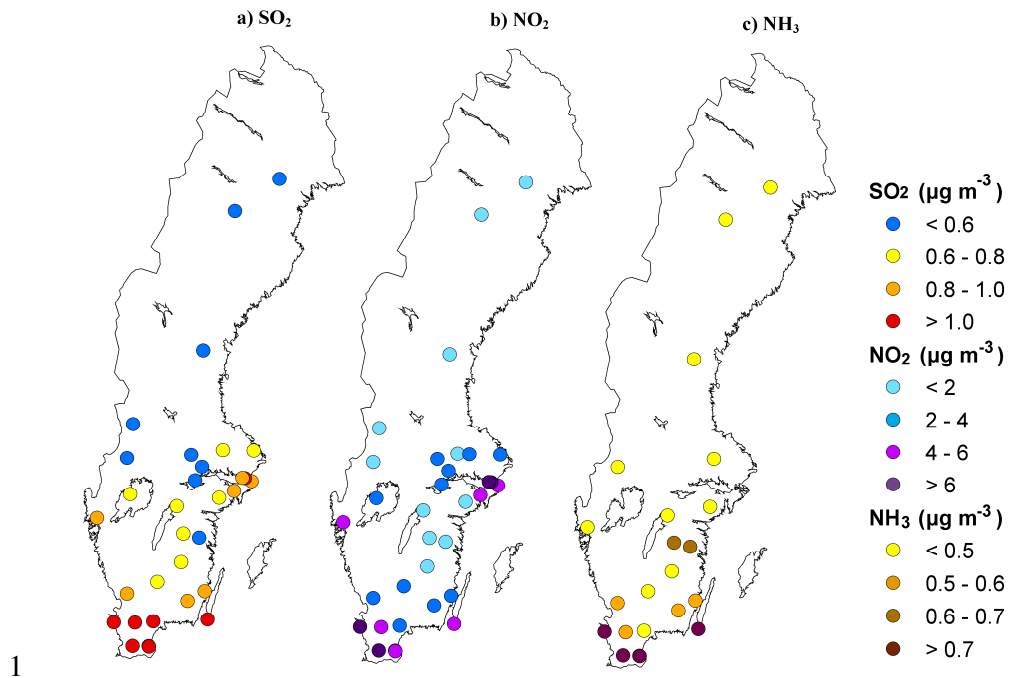 a) SO₂
b) NO₂
c) NH₃
SO₂ (µg m⁻³)
< 0.6
0.6 - 0.8
0.8 - 1.0
> 1.0
NO₂ (µg m⁻³)
< 2
2 - 4
4 - 6
>6
NH₃ (µg m⁻³)
< 0.5
0.5 - 0.6
0.6 - 0.7
> 0.7
1